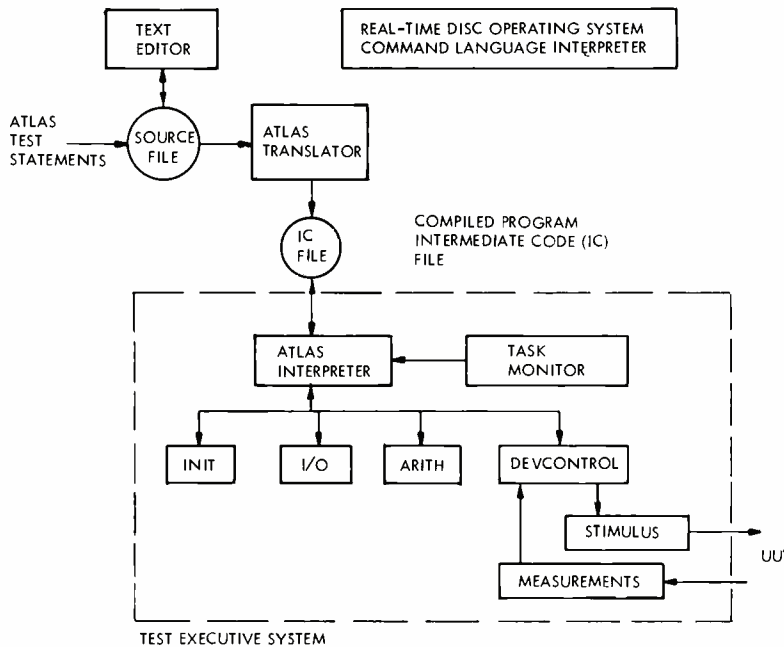 TEXT
EDITOR
REAL-TIME DISC OPERATING SYSTEM
COMMAND LANGUAGE INTERPRETER
ATLAS
TEST
STATEMENTS
SOURCE
FILE
ATLAS
TRANSLATOR
IC
FILE
COMPILED PROGRAM
INTERMEDIATE CODE (IC)
FILE
ATLAS
INTERPRETER
TASK
MONITOR
INIT
I/O
ARITH
DEVCONTROL
STIMULUS
MEASUREMENTS
TEST EXECUTIVE SYSTEM